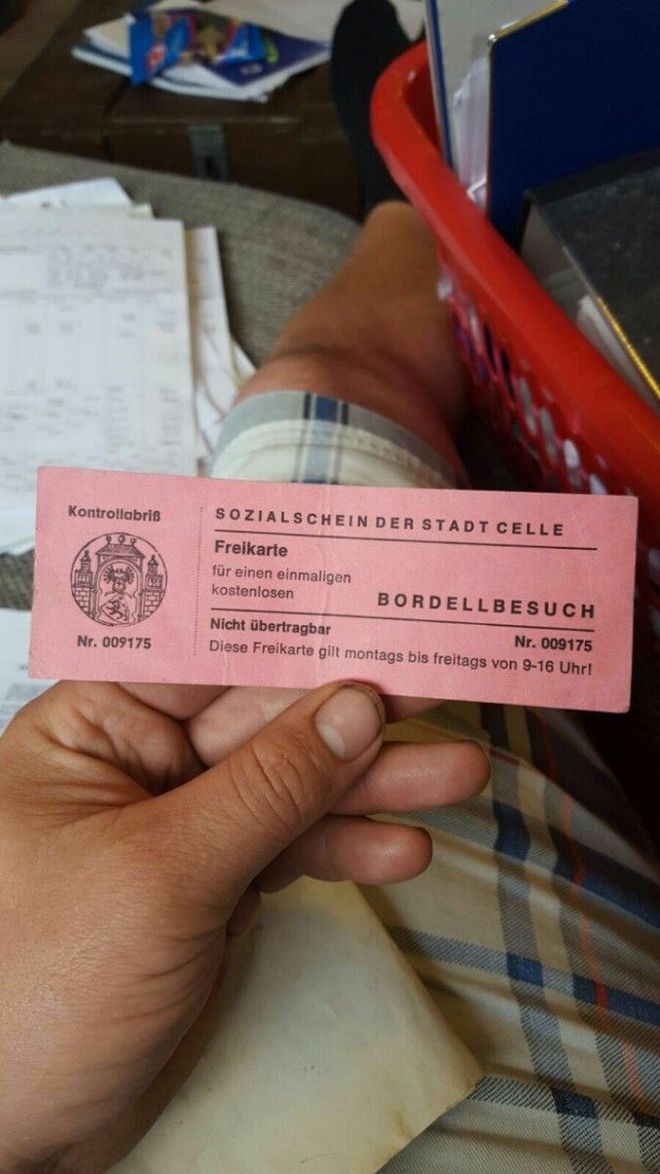 Kontrollabriß
Nr. 009175
SOZIALSCHEIN DER STADT CELLE
Freikarte
für einen einmaligen
kostenlosen
BORDELLBESUCH
Nicht übertragbar
Nr. 009175
Diese Freikarte gilt montags bis freitags von 9-16 Uhr!